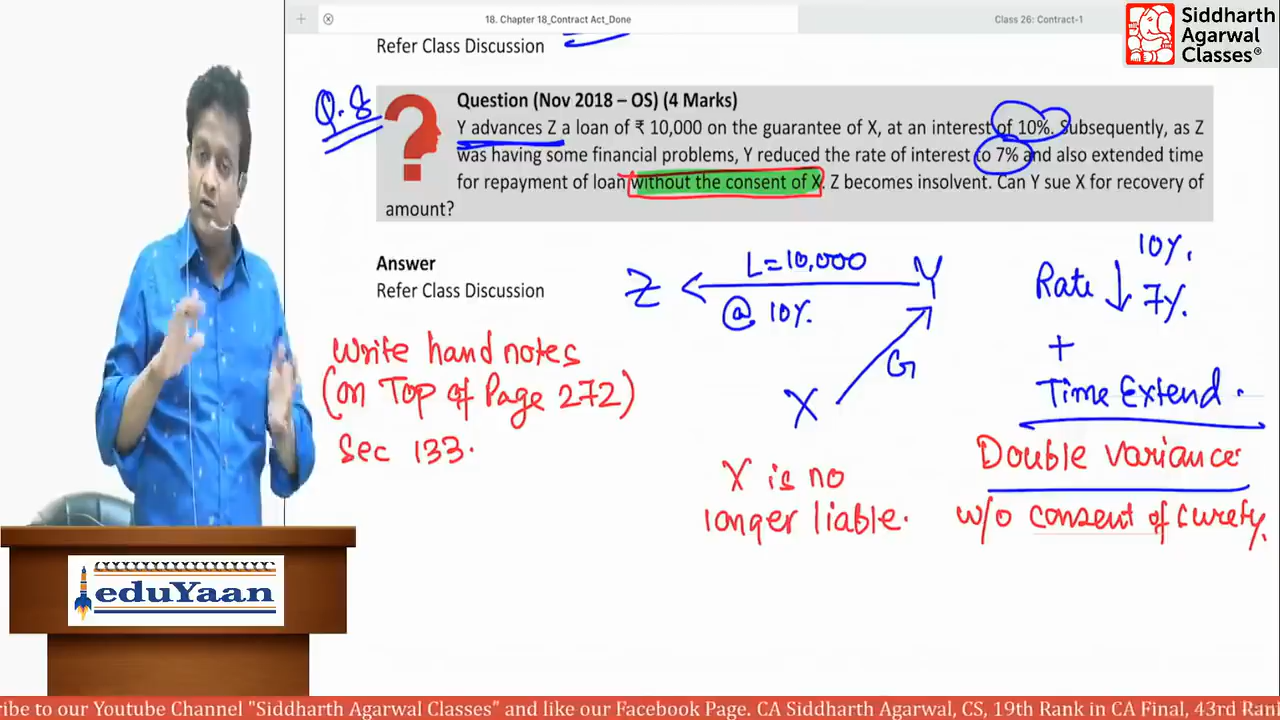 18. Chapter 18_Contract Act_Done
Class 26: Contract-1
Siddharth
Agarwal
Classes®
Refer Class Discussion
Q.8
Question (Nov 2018 – OS) (4 Marks)
Y advances Z a loan of ₹ 10,000 on the guarantee of X, at an interest of 10%. Subsequently, as Z
was having some financial problems, Y reduced the rate of interest to 7% and also extended time
for repayment of loan without the consent of X. Z becomes insolvent. Can Y sue X for recovery of
amount?
Answer
Refer Class Discussion
Z
L=10,000
Y
@ 10%.
X
G
Rate ↓ 10%.
7%.
+
Time Extend.
Double variance
w/o consent of curety.
Write hand notes
(on Top of Page 272)
Sec 133.
X is no
longer liable.
eduYaan
ribe to our Youtube Channel "Siddharth Agarwal Classes" and like our Facebook Page. CA Siddharth Agarwal, CS, 19th Rank in CA Final, 43rd Ran